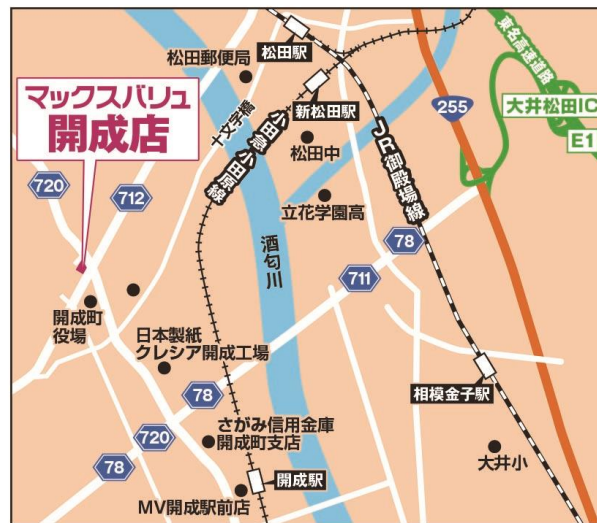 東名高速道路
松田駅
松田郵便局
255
大井松田IC
E1
マックスバリュ
開成店
新松田駅
十文字橋
小田急小田原線
松田中
JR御殿場線
720
712
立花学園高
78
酒匂川
711
開成町
役場
日本製紙
クレシア開成工場
相模金子駅
78
さがみ信用金庫
開成町支店
720
78
大井小
開成駅
MV開成駅前店